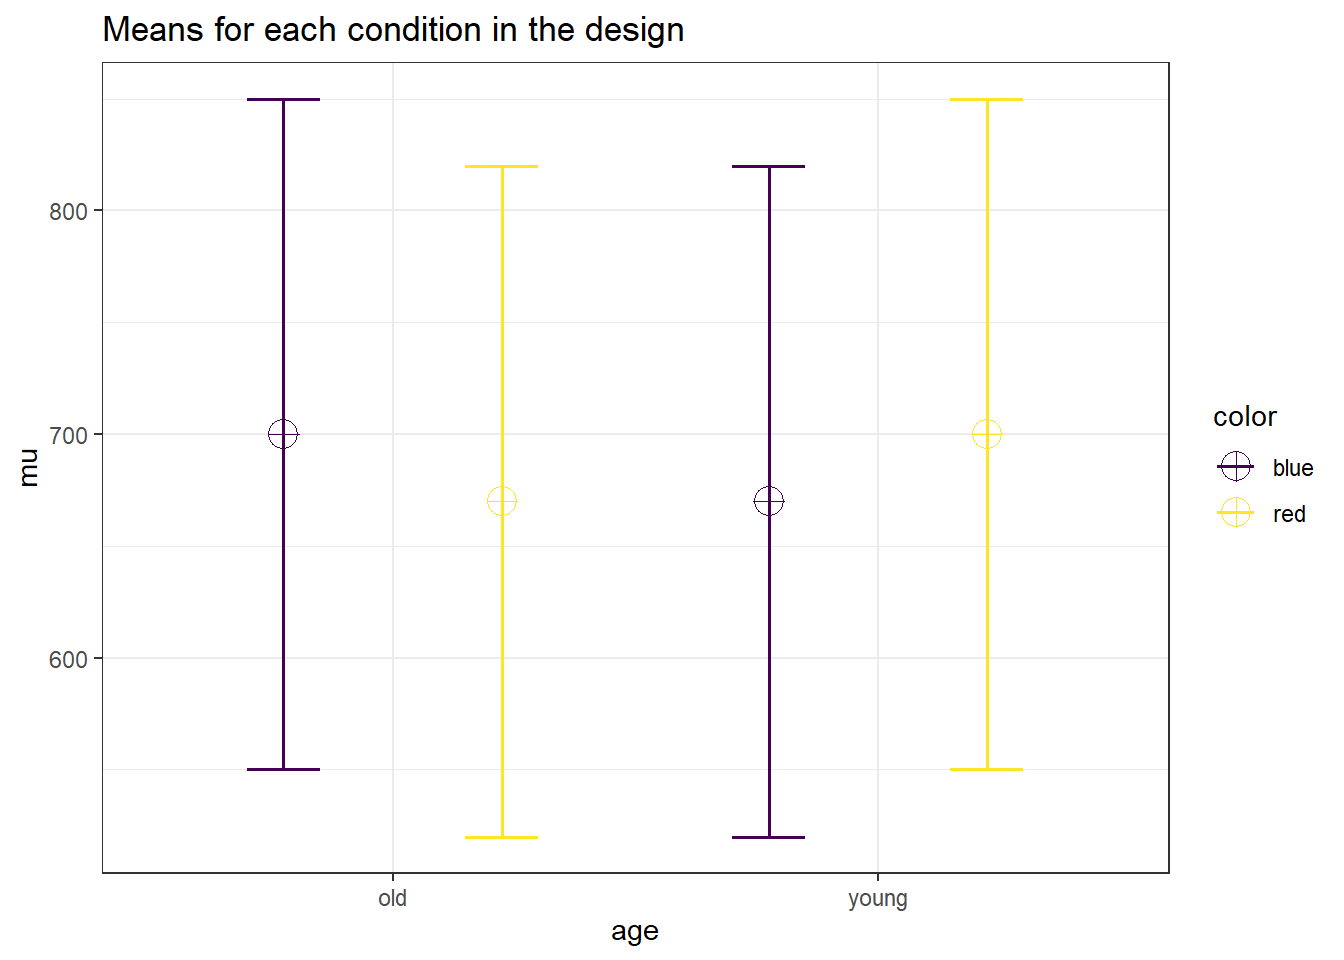 Means for each condition in the design
800
700
600
mu
old
young
age
color
blue
red